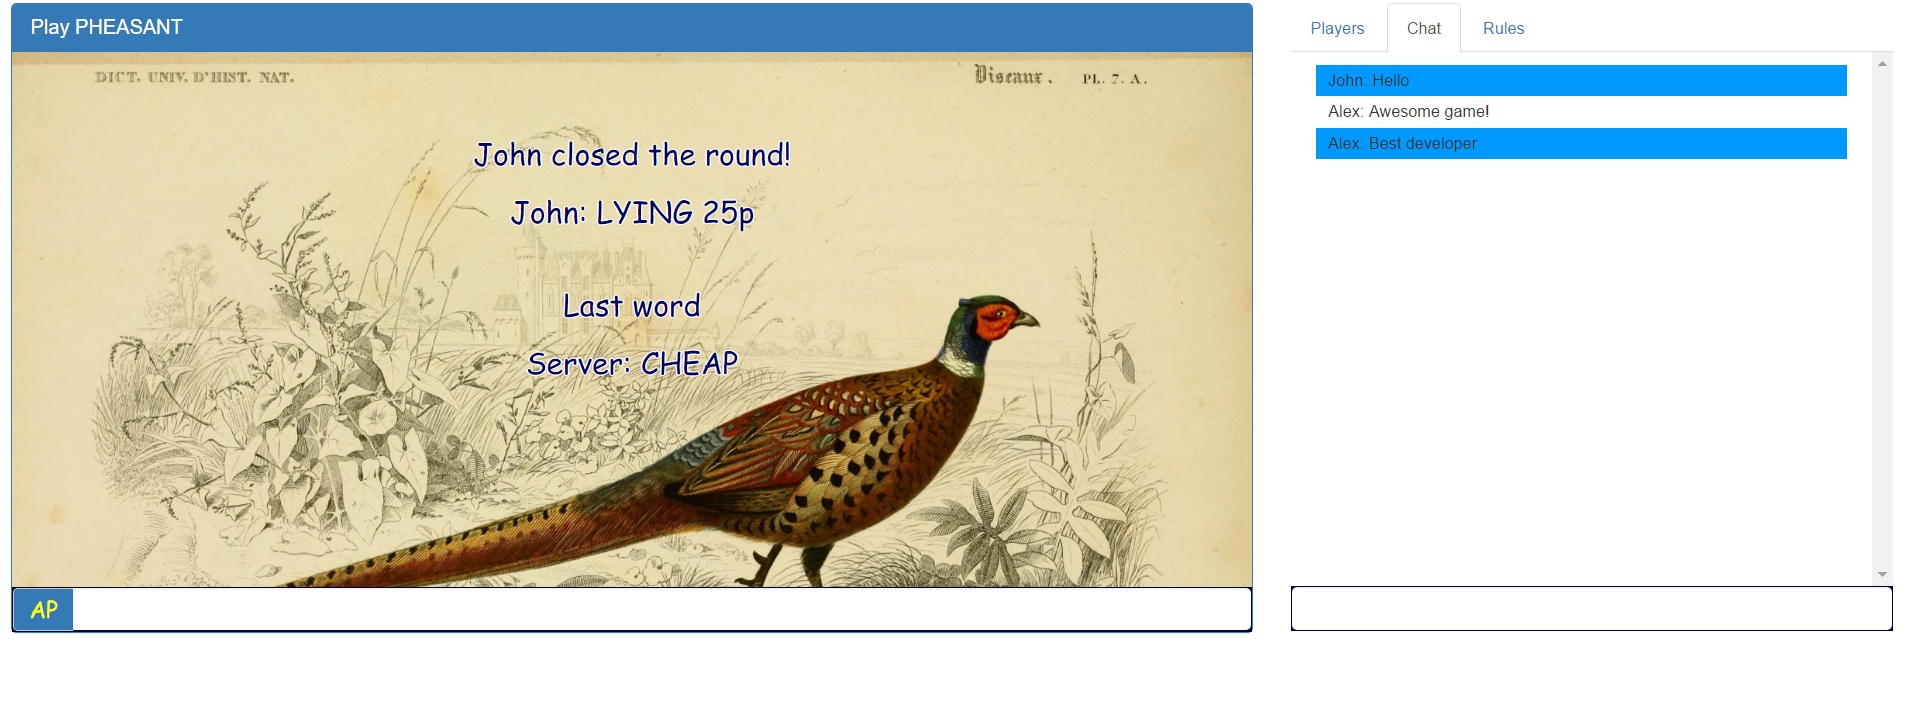 Play PHEASANT
DICT. UNIV. D'HIST. NAT.
Oiseaux. PL. 7. A.
John closed the round!
John: LYING 25p
Last word
Server: CHEAP
AP
Players
Chat
Rules
John: Hello
Alex: Awesome game!
Alex: Best developer